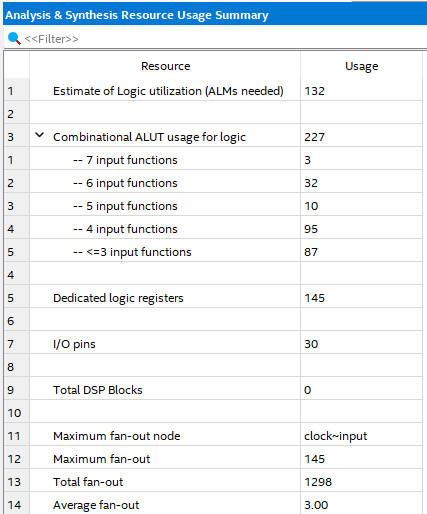 Analysis & Synthesis Resource Usage Summary
<<Filter>>
Resource Usage
1 Estimate of Logic utilization (ALMs needed) 132
2
3 Combinational ALUT usage for logic 227
1 -- 7 input functions 3
2 -- 6 input functions 32
3 -- 5 input functions 10
4 -- 4 input functions 95
5 -- <=3 input functions 87
4
5 Dedicated logic registers 145
6
7 I/O pins 30
8
9 Total DSP Blocks 0
10
11 Maximum fan-out node clock~input
12 Maximum fan-out 145
13 Total fan-out 1298
14 Average fan-out 3.00